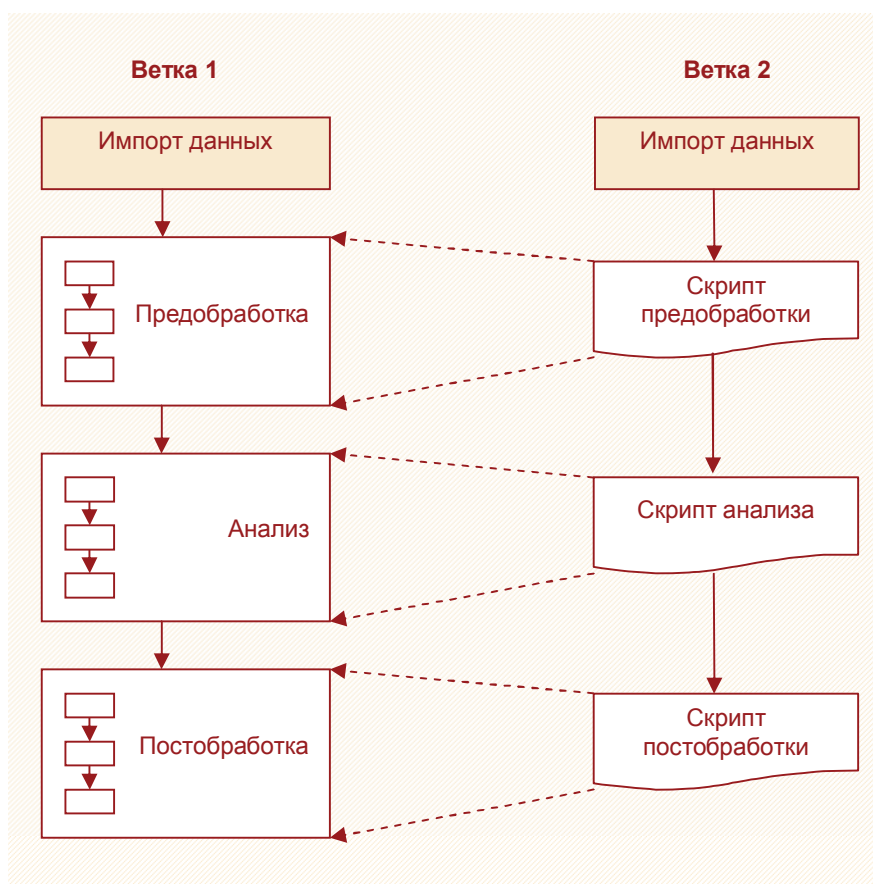 Ветка 1
Ветка 2
Импорт данных
Импорт данных
Предобработка
Скрипт
предобработки
Анализ
Скрипт анализа
Постобработка
Скрипт
постобработки